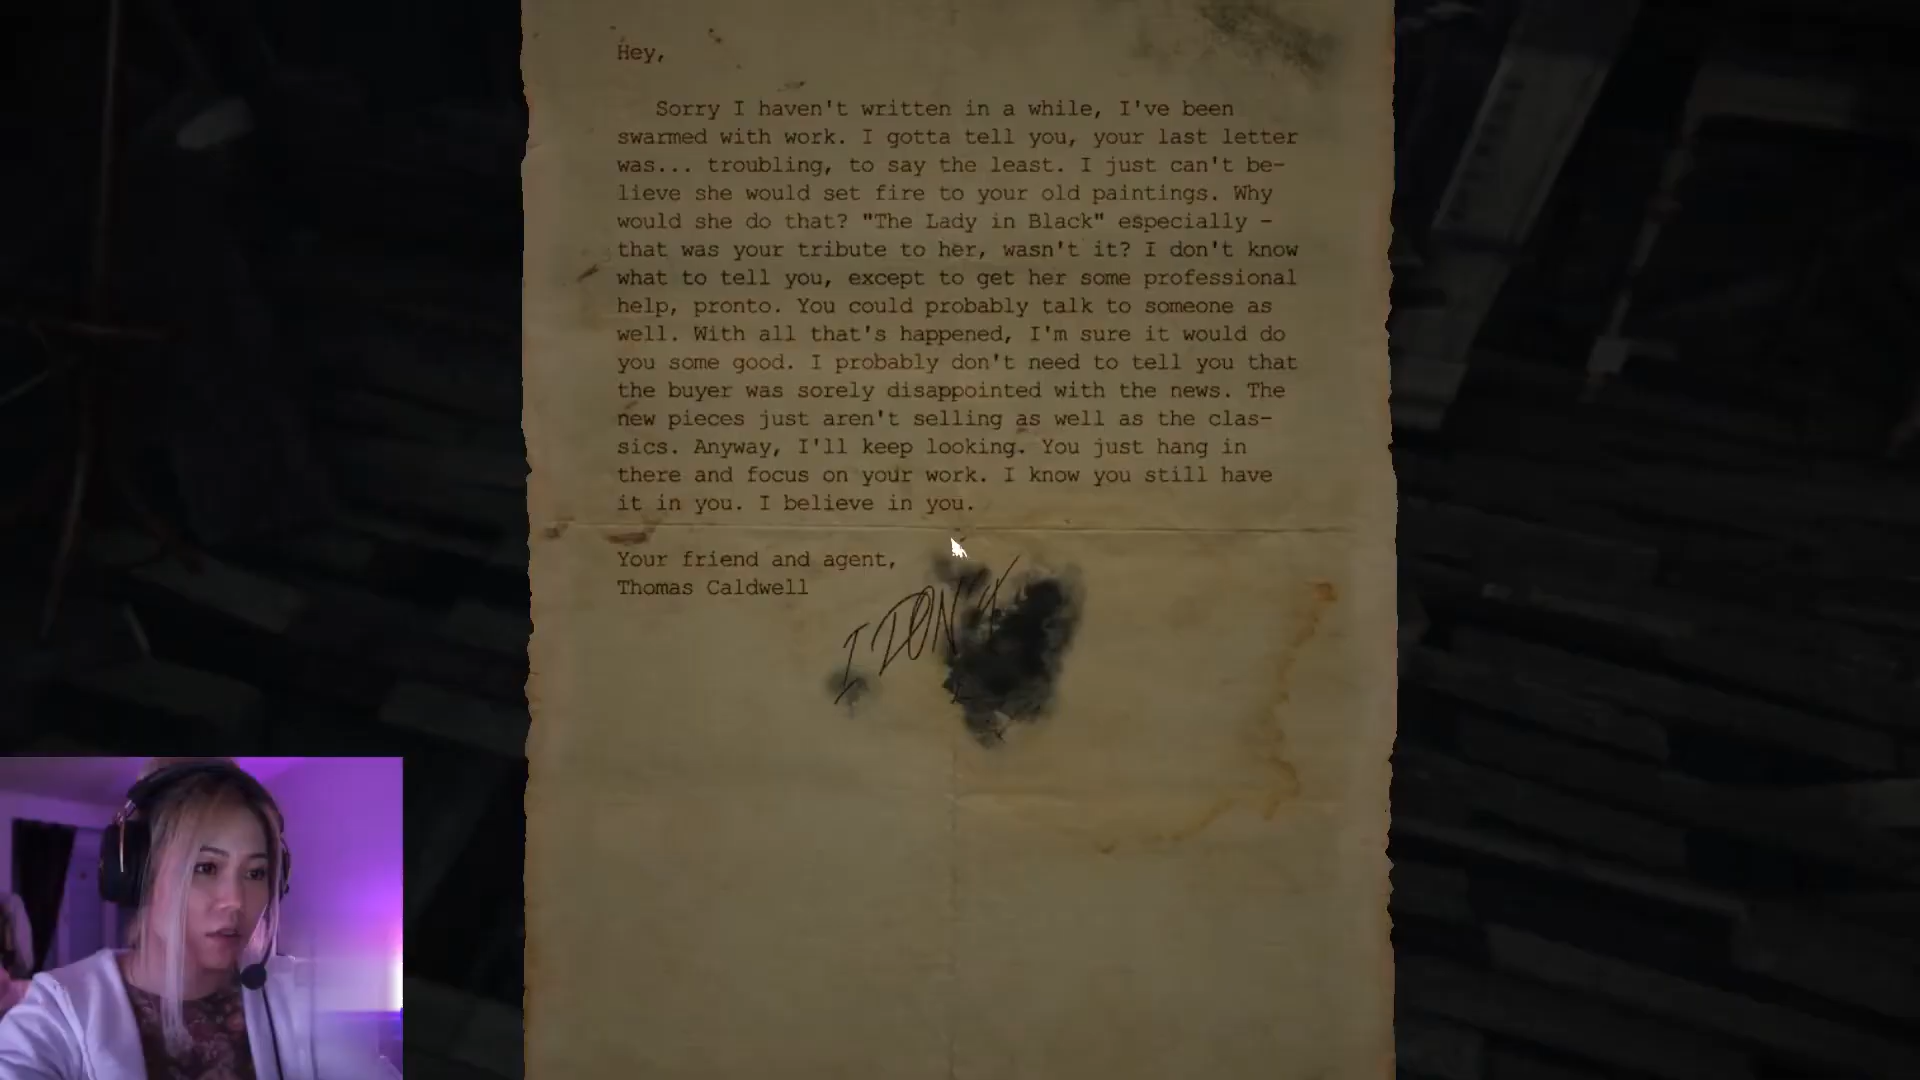 Hey,
Sorry I haven't written in a while, I've been
swarmed with work. I gotta tell you, your last letter
was... troubling, to say the least. I just can't be-
lieve she would set fire to your old paintings. Why
would she do that? "The Lady in Black" especially -
that was your tribute to her, wasn't it? I don't know
what to tell you, except to get her some professional
help, pronto. You could probably talk to someone as
well. With all that's happened, I'm sure it would do
you some good. I probably don't need to tell you that
the buyer was sorely disappointed with the news. The
new pieces just aren't selling as well as the clas-
sics. Anyway, I'll keep looking. You just hang in
there and focus on your work. I know you still have
it in you. I believe in you.
Your friend and agent,
Thomas Caldwell
I DON'T